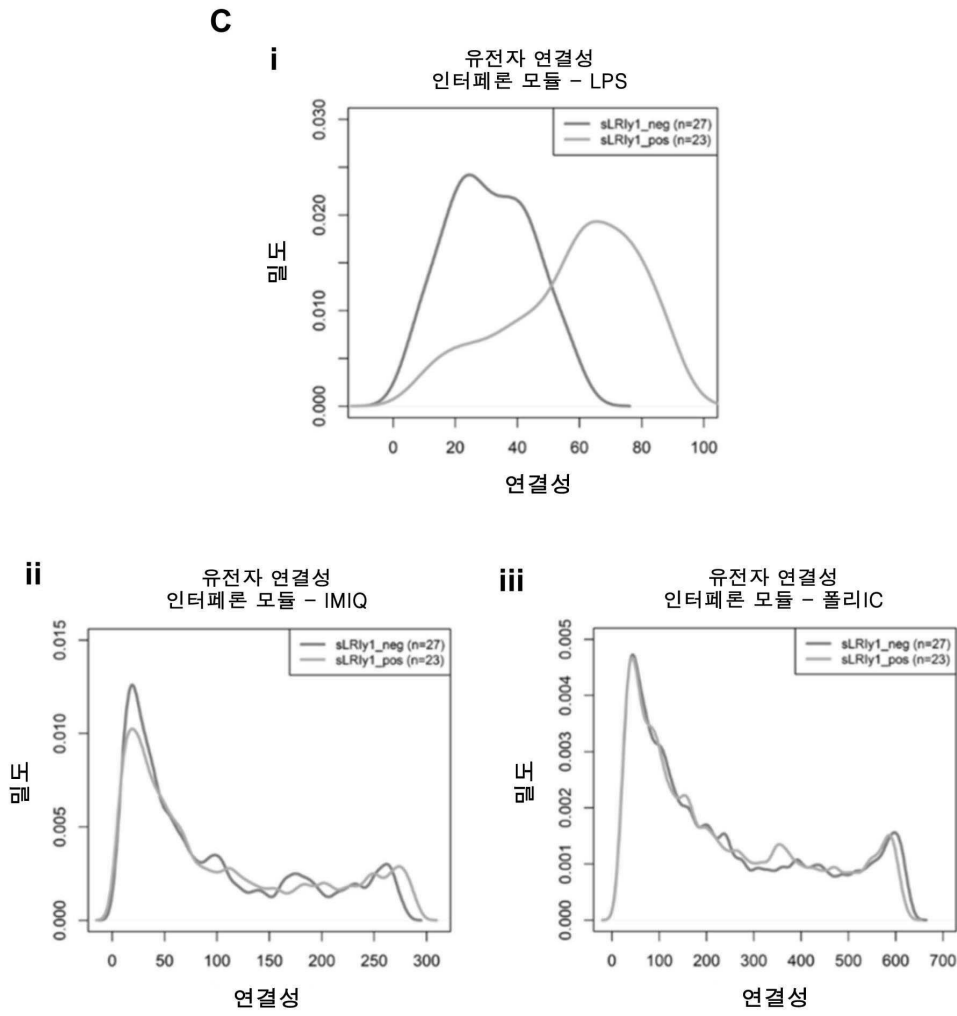 C
i
유전자 연결성
인터페론 모듈 – LPS
sLRIy1_neg (n=27)
sLRIy1_pos (n=23)
0.030
0.020
0.010
0.000
밀도
0 20 40 60 80 100
연결성
ii
유전자 연결성
인터페론 모듈 – IMIQ
sLRIy1_neg (n=27)
sLRIy1_pos (n=23)
0.015
0.010
0.005
0.000
밀도
0 50 100 150 200 250 300
연결성
iii
유전자 연결성
인터페론 모듈 – 폴리IC
sLRIy1_neg (n=27)
sLRIy1_pos (n=23)
0.005
0.004
0.003
0.002
0.001
0.000
밀도
0 100 200 300 400 500 600 700
연결성